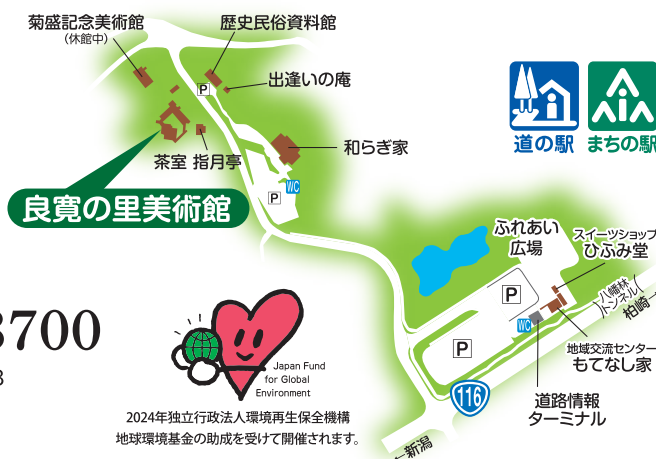 菊盛記念美術館
（休館中）
歴史民俗資料館
P
出逢いの庵
茶室 指月亭
和らぎ家
WC
P
良寛の里美術館
道の駅
まちの駅
ふれあい
広場
スイーツショップ
ひふみ堂
八幡林
トンネル
柏崎
P
WC
P
地域交流センター
もてなし家
道路情報
ターミナル
116
←新潟
3700
8
Japan Fund
for Global
Environment
2024年独立行政法人環境再生保全機構
地球環境基金の助成を受けて開催されます。